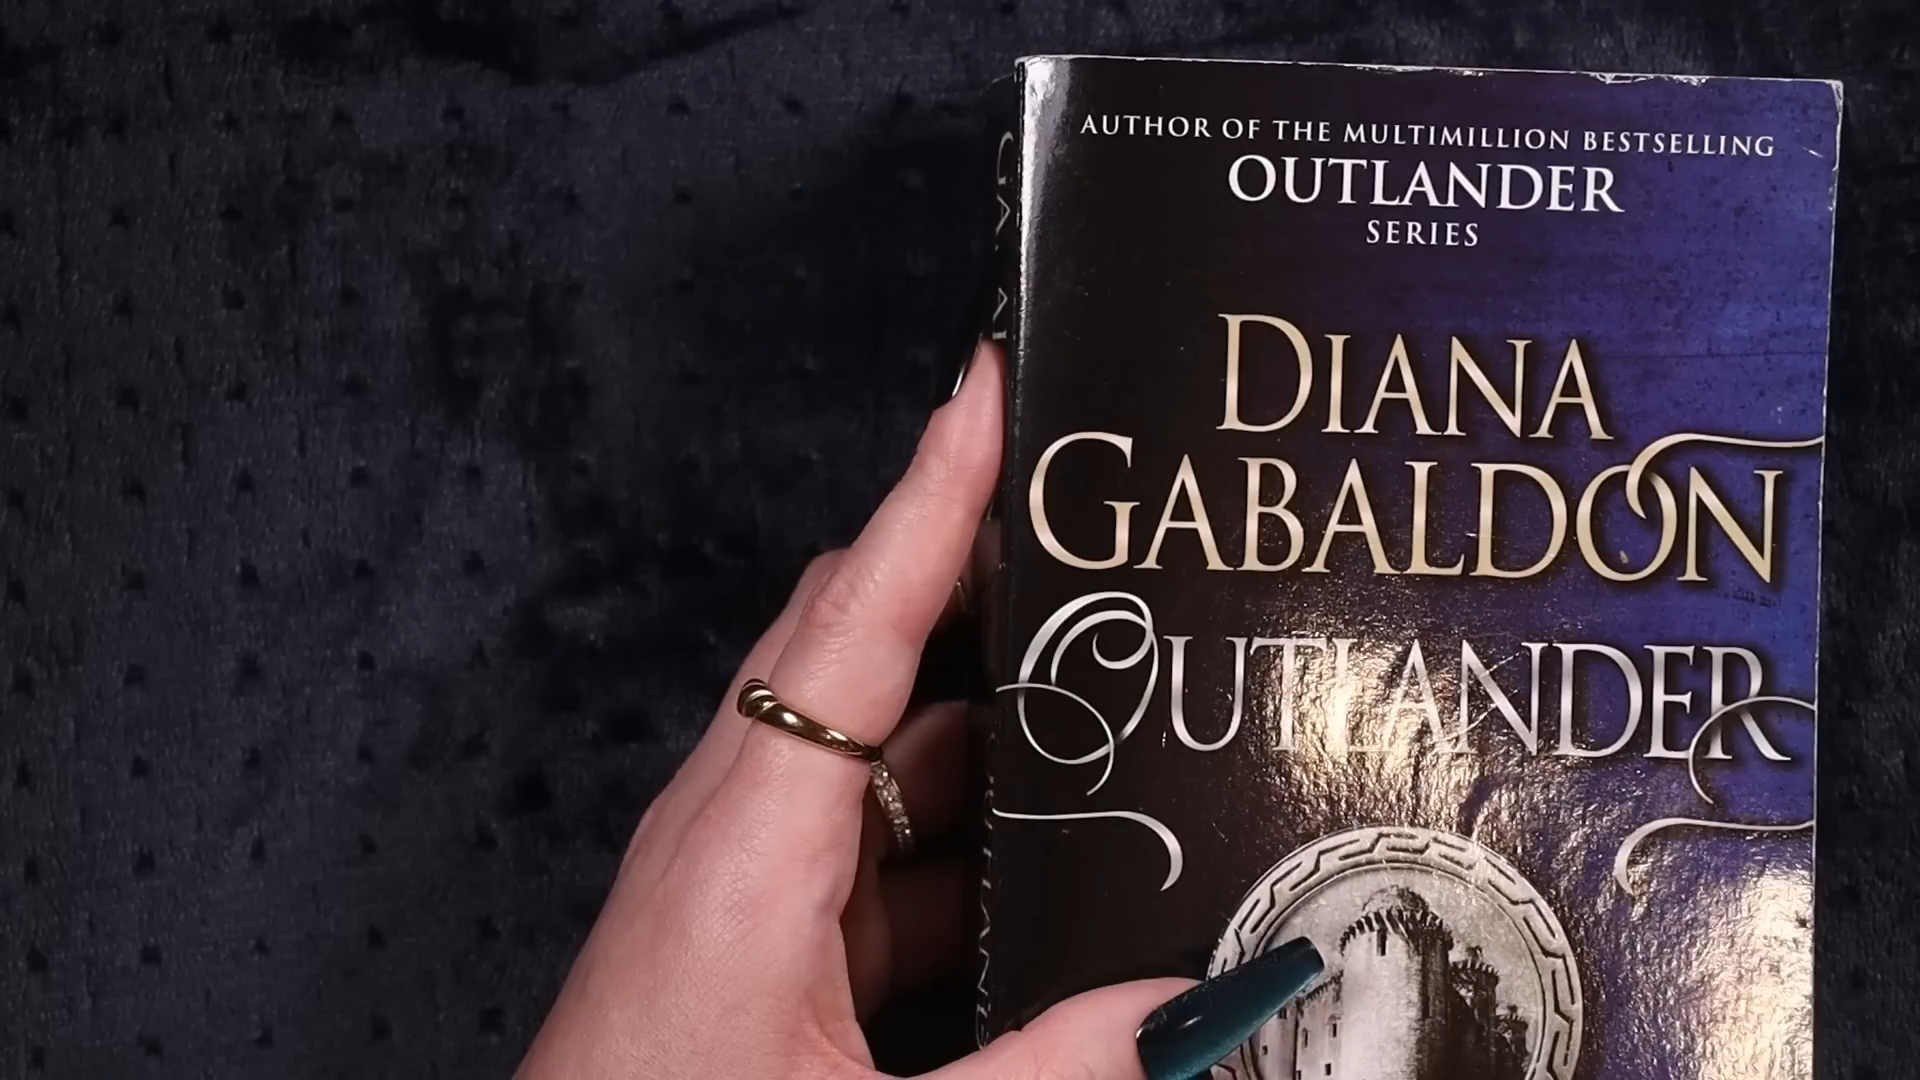 AUTHOR OF THE MULTIMILLION BESTSELLING
OUTLANDER
SERIES
DIANA
GABALDON
OUTLANDER